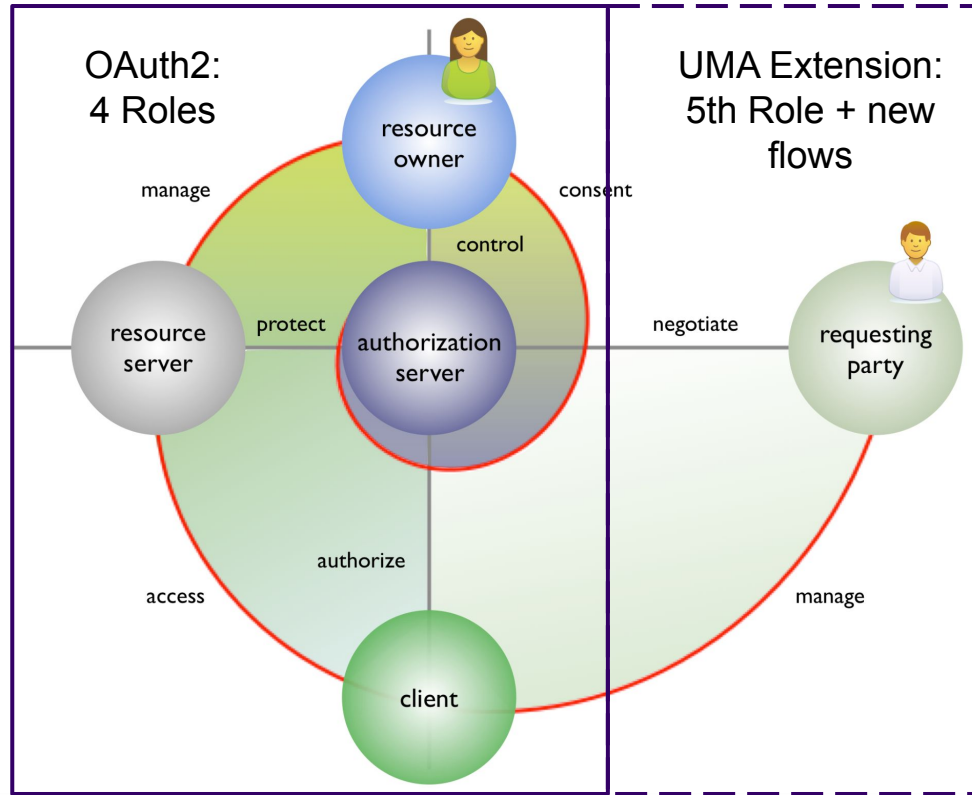 OAuth2:
4 Roles
UMA Extension:
5th Role + new
flows
resource
owner
manage
consent
control
resource
server
protect
authorization
server
negotiate
requesting
party
authorize
access
manage
client